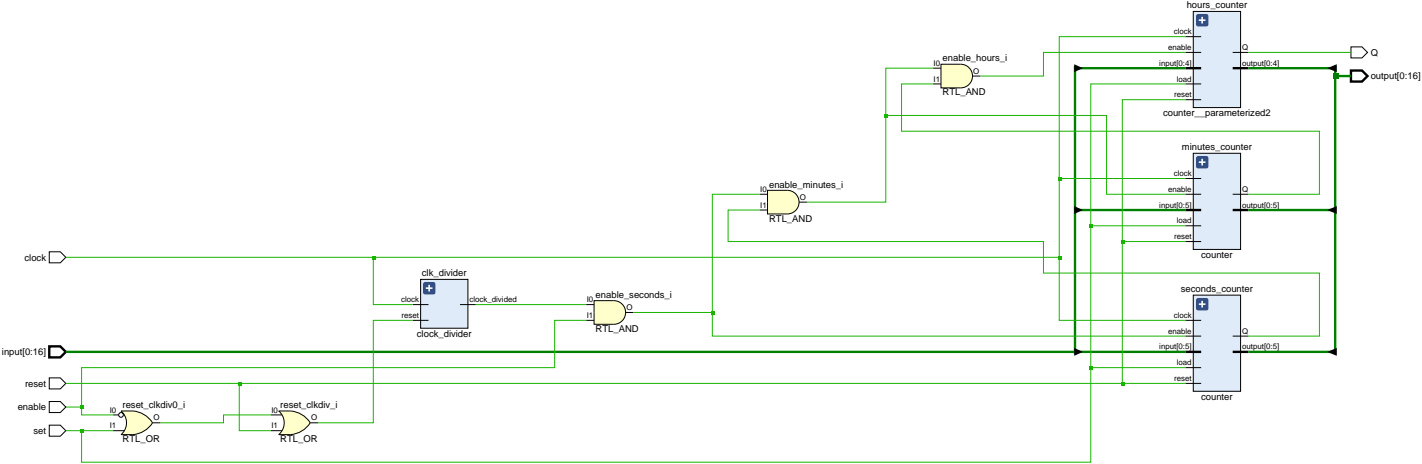 hours_counter
clock
enable
input[0:4]
load
reset
Q
output[0:4]
counter__parameterized2
Q
output[0:16]
enable_hours_i
I0
I1
O
RTL_AND
minutes_counter
clock
enable
input[0:5]
load
reset
Q
output[0:5]
counter
enable_minutes_i
I0
I1
O
RTL_AND
clock
clk_divider
clock
reset
clock_divided
clock_divider
enable_seconds_i
I0
I1
O
RTL_AND
seconds_counter
clock
enable
input[0:5]
load
reset
Q
output[0:5]
counter
input[0:16]
reset
enable
set
reset_clkdiv0_i
I0
I1
O
RTL_OR
reset_clkdiv_i
I0
I1
O
RTL_OR